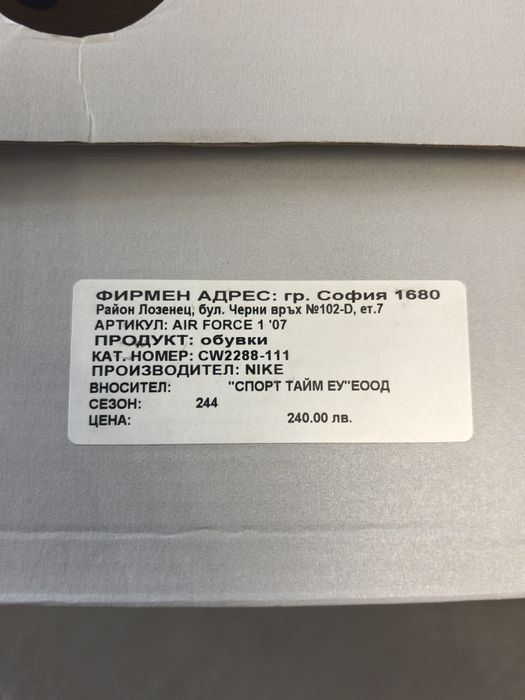 ФИРМЕН АДРЕС: гр. София 1680
Район Лозенец, бул. Черни връх №102-D, ет.7
АРТИКУЛ: AIR FORCE 1 '07
ПРОДУКТ: обувки
КАТ. НОМЕР: CW2288-111
ПРОИЗВОДИТЕЛ: NIKE
ВНОСИТЕЛ: "СПОРТ ТАЙМ ЕУ"ЕООД
СЕЗОН: 244
ЦЕНА: 240.00 лв.